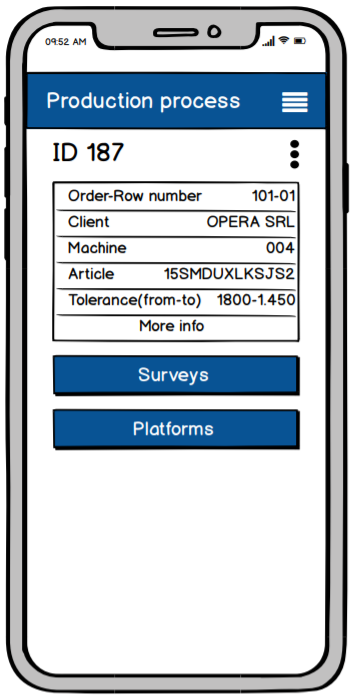 09:52 AM
Production process
ID 187
Order-Row number 101-01
Client OPERA SRL
Machine 004
Article 15SMDUXLKSJS2
Tolerance(from-to) 1800-1.450
More info
Surveys
Platforms